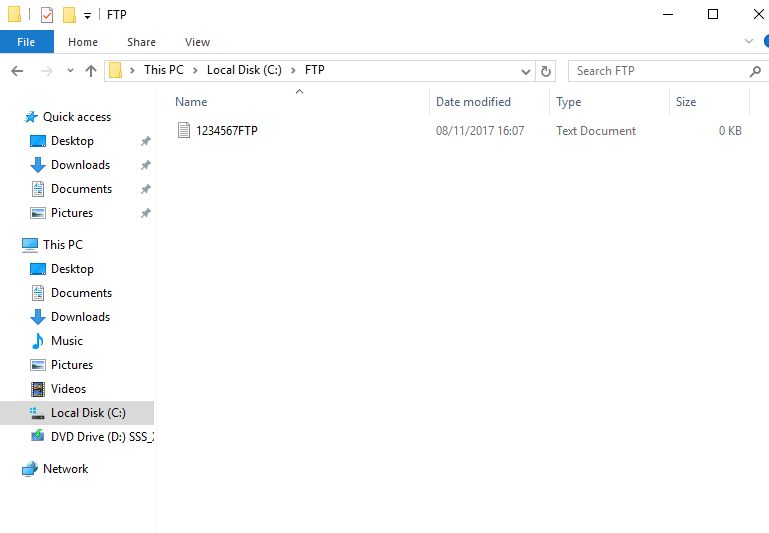 FTP
File Home Share View
This PC Local Disk (C:) FTP
Search FTP
Name Date modified Type Size
1234567FTP 08/11/2017 16:07 Text Document 0 KB
Quick access
Desktop
Downloads
Documents
Pictures
This PC
Desktop
Documents
Downloads
Music
Pictures
Videos
Local Disk (C:)
DVD Drive (D:) SSS_
Network